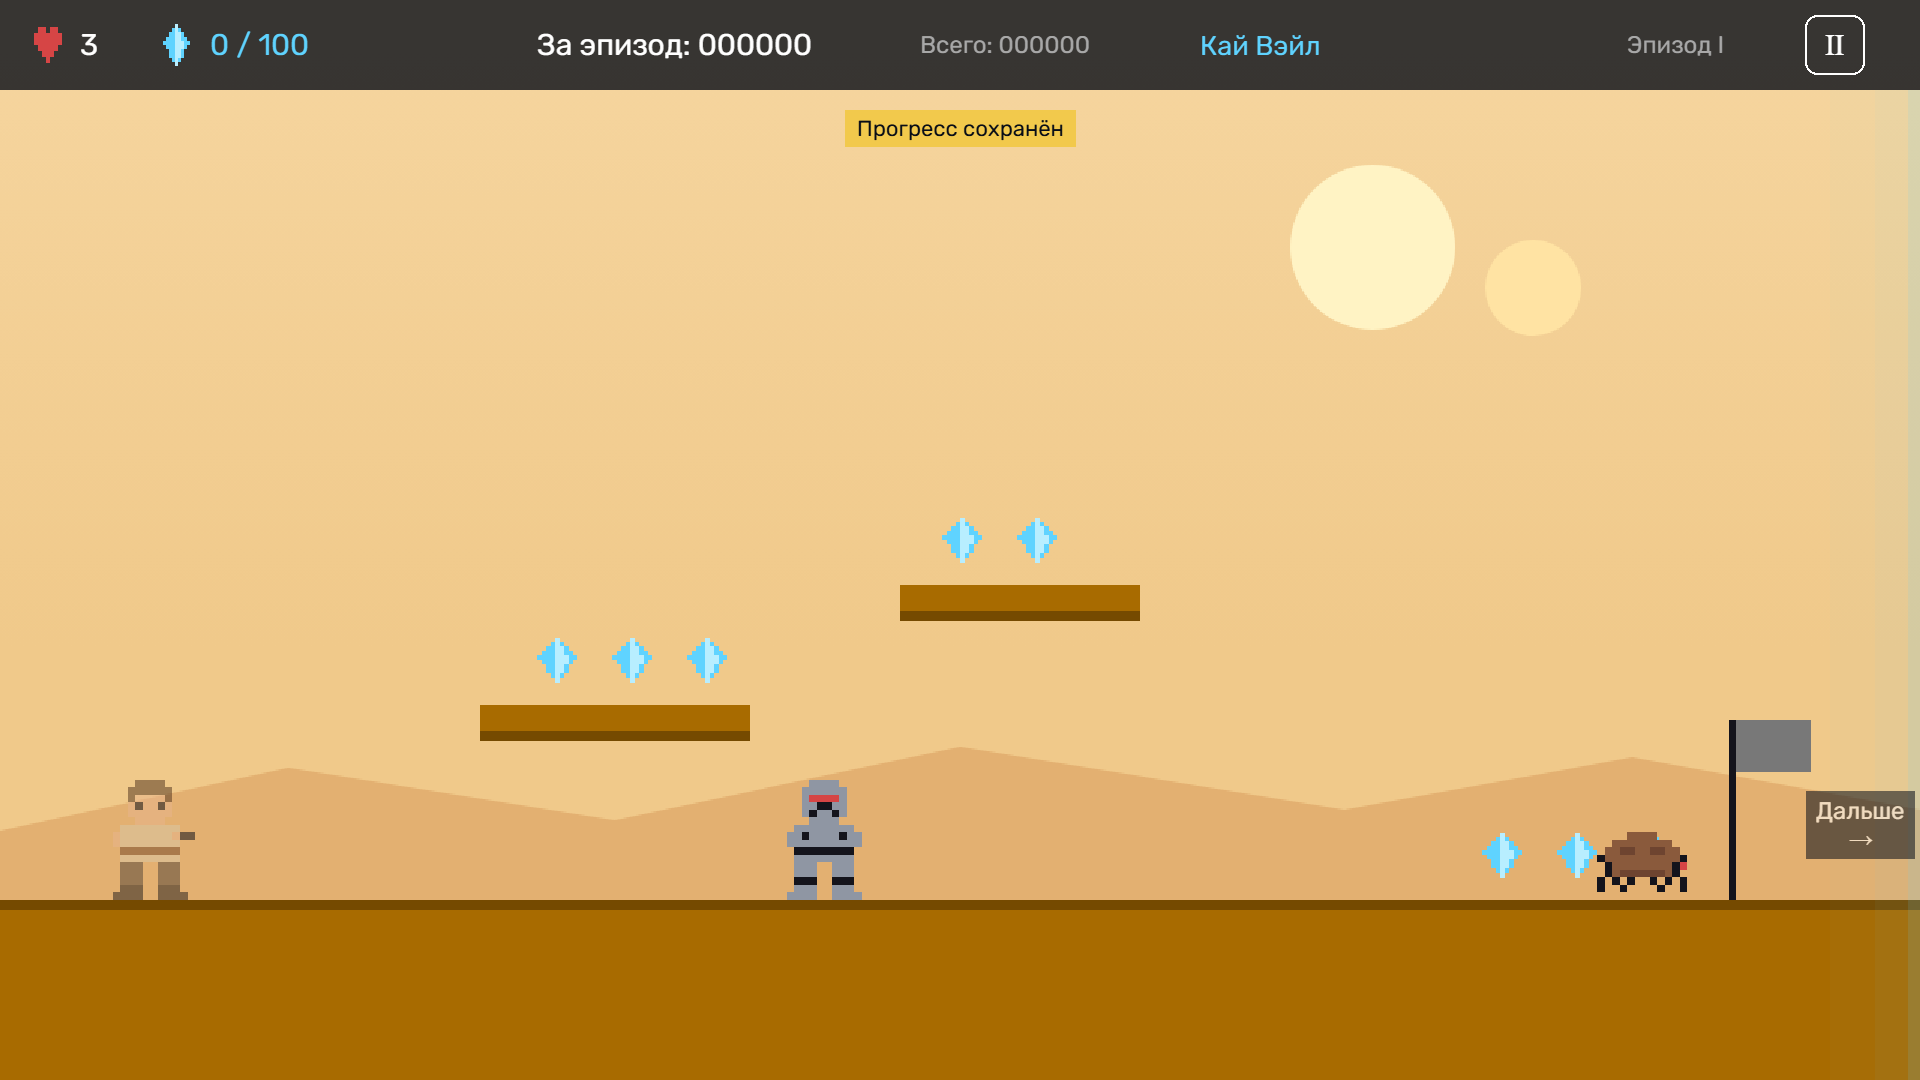 3
0 / 100
За эпизод: 000000
Всего: 000000
Кай Вэйл
Эпизод I
II
Прогресс сохранён
Дальше
→